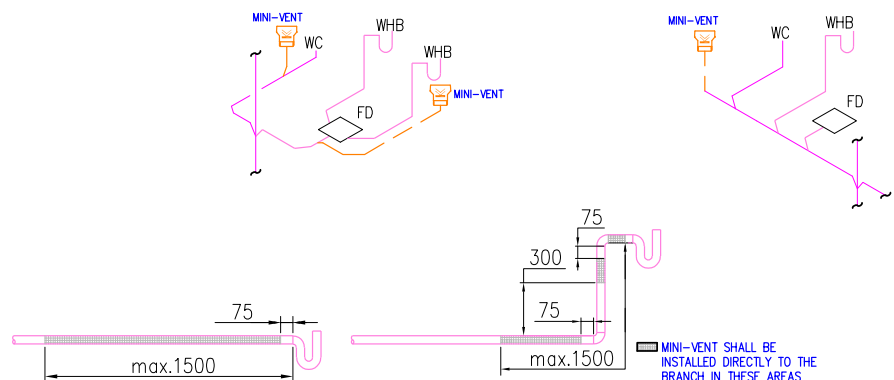 MINI-VENT
WC
WHB
WHB
FD
MINI-VENT
MINI-VENT
WC
WHB
FD
75
max.1500
75
300
75
max.1500
MINI-VENT SHALL BE
INSTALLED DIRECTLY TO THE
BRANCH IN THESE AREAS